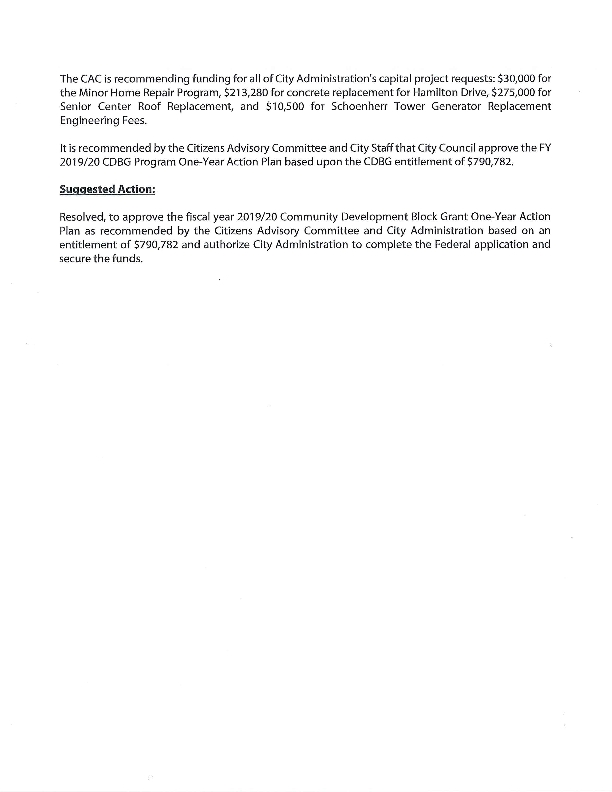 The CAC is recommending funding for all of City Administration's capital project requests: $30,000 for
the Minor Home Repair Program, $213,280 for concrete replacement for Hamilton Drive, $275,000 for
Senior Center Roof Replacement, and $10,500 for Schoenherr Tower Generator Replacement
Engineering Fees.
It is recommended by the Citizens Advisory Committee and City Staff that City Council approve the FY
2019/20 CDBG Program One-Year Action Plan based upon the CDBG entitlement of $790,782.
Suggested Action:
Resolved, to approve the fiscal year 2019/20 Community Development Block Grant One-Year Action
Plan as recommended by the Citizens Advisory Committee and City Administration based on an
entitlement of $790,782 and authorize City Administration to complete the Federal application and
secure the funds.